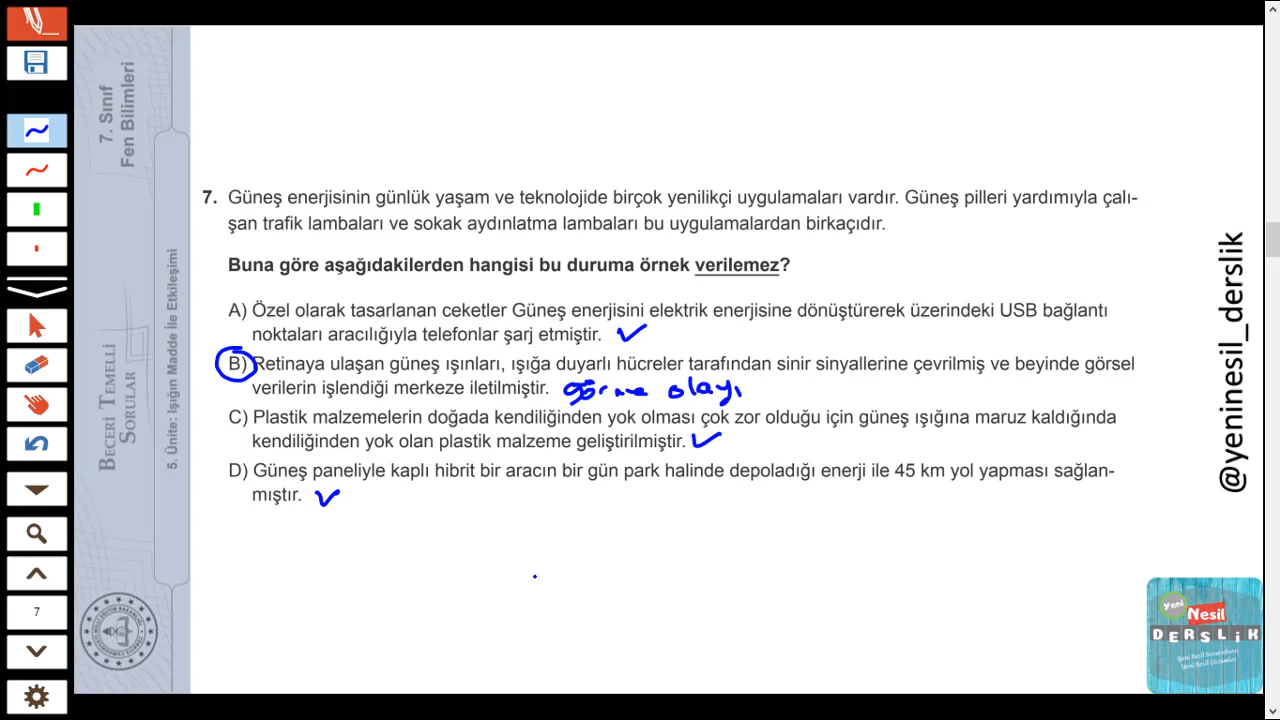 7. Sınıf
Fen Bilimleri
5. Ünite: Işığın Madde İle Etkileşimi
BECERİ TEMELLİ
SORULAR
7. Güneş enerjisinin günlük yaşam ve teknolojide birçok yenilikçi uygulamaları vardır. Güneş pilleri yardımıyla çalı-
şan trafik lambaları ve sokak aydınlatma lambaları bu uygulamalardan birkaçıdır.
Buna göre aşağıdakilerden hangisi bu duruma örnek verilemez?
A) Özel olarak tasarlanan ceketler Güneş enerjisini elektrik enerjisine dönüştürerek üzerindeki USB bağlantı
noktaları aracılığıyla telefonlar şarj etmiştir.
B) Retinaya ulaşan güneş ışınları, ışığa duyarlı hücreler tarafından sinir sinyallerine çevrilmiş ve beyinde görsel
verilerin işlendiği merkeze iletilmiştir. görme olayı
C) Plastik malzemelerin doğada kendiliğinden yok olması çok zor olduğu için güneş ışığına maruz kaldığında
kendiliğinden yok olan plastik malzeme geliştirilmiştir.
D) Güneş paneliyle kaplı hibrit bir aracın bir gün park halinde depoladığı enerji ile 45 km yol yapması sağlan-
mıştır.
@yeninesil_derslik
7
Yeni
Nesil
DERSLİK